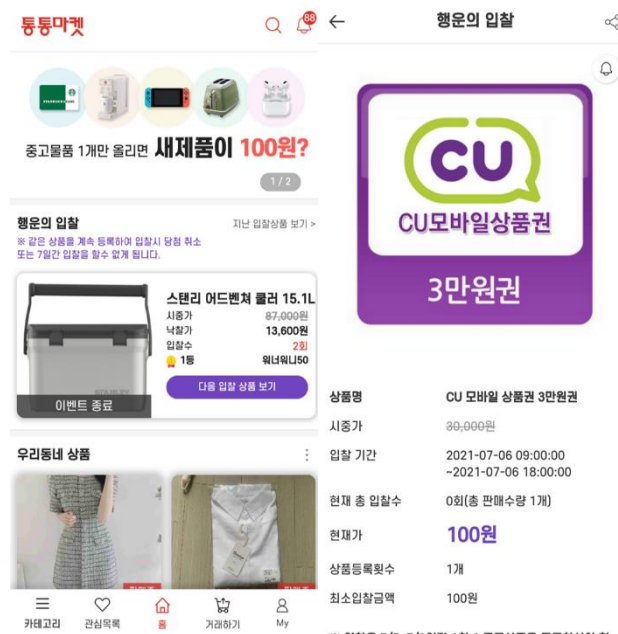 통통마켓
88
중고물품 1개만 올리면 새제품이 100원?
1 / 2
행운의 입찰
지난 입찰상품 보기 >
※ 같은 상품을 계속 등록하여 입찰시 당첨 취소
또는 7일간 입찰을 할수 없게 됩니다.
스탠리 어드벤쳐 쿨러 15.1L
시중가 87,000원
낙찰가 13,600원
입찰수 2회
1등 워너워니50
다음 입찰 상품 보기
이벤트 종료
우리동네 상품
카테고리
관심목록
홈
거래하기
My
행운의 입찰
CU
CU모바일상품권
3만원권
상품명 CU 모바일 상품권 3만원권
시중가 30,000원
입찰 기간 2021-07-06 09:00:00
~2021-07-06 18:00:00
현재 총 입찰수 0회(총 판매수량 1개)
현재가 100원
상품등록횟수 1개
최소입찰금액 100원